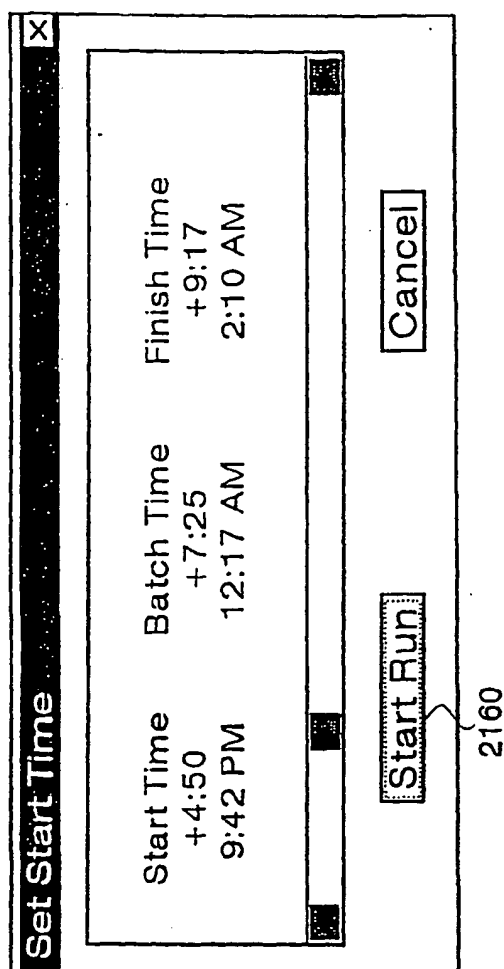 Set Start Time
X
Start Time Batch Time Finish Time
+4:50 +7:25 +9:17
9:42 PM 12:17 AM 2:10 AM
Start Run Cancel
2160